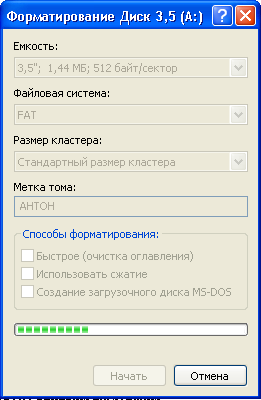 Форматирование Диск 3,5 (A:)
Емкость:
3,5"; 1,44 МБ; 512 байт/сектор
Файловая система:
FAT
Размер кластера:
Стандартный размер кластера
Метка тома:
АНТОН
Способы форматирования:
Быстрое (очистка оглавления)
Использовать сжатие
Создание загрузочного диска MS-DOS
Начать
Отмена